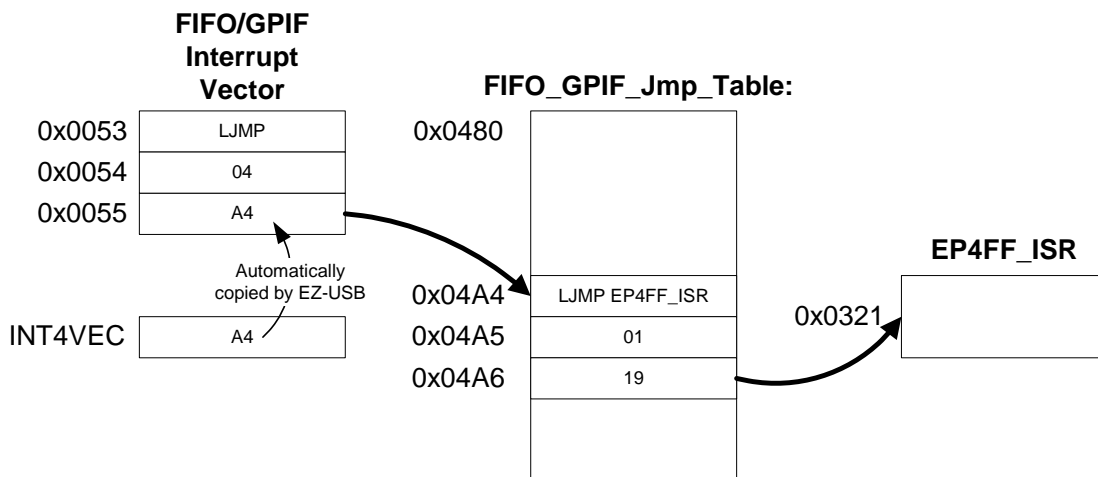 FIFO/GPIF
Interrupt
Vector
0x0053
LJMP
0x0054
04
0x0055
A4
Automatically
copied by EZ-USB
INT4VEC
A4
FIFO_GPIF_Jmp_Table:
0x0480
0x04A4
LJMP EP4FF_ISR
0x04A5
01
0x04A6
19
EP4FF_ISR
0x0321